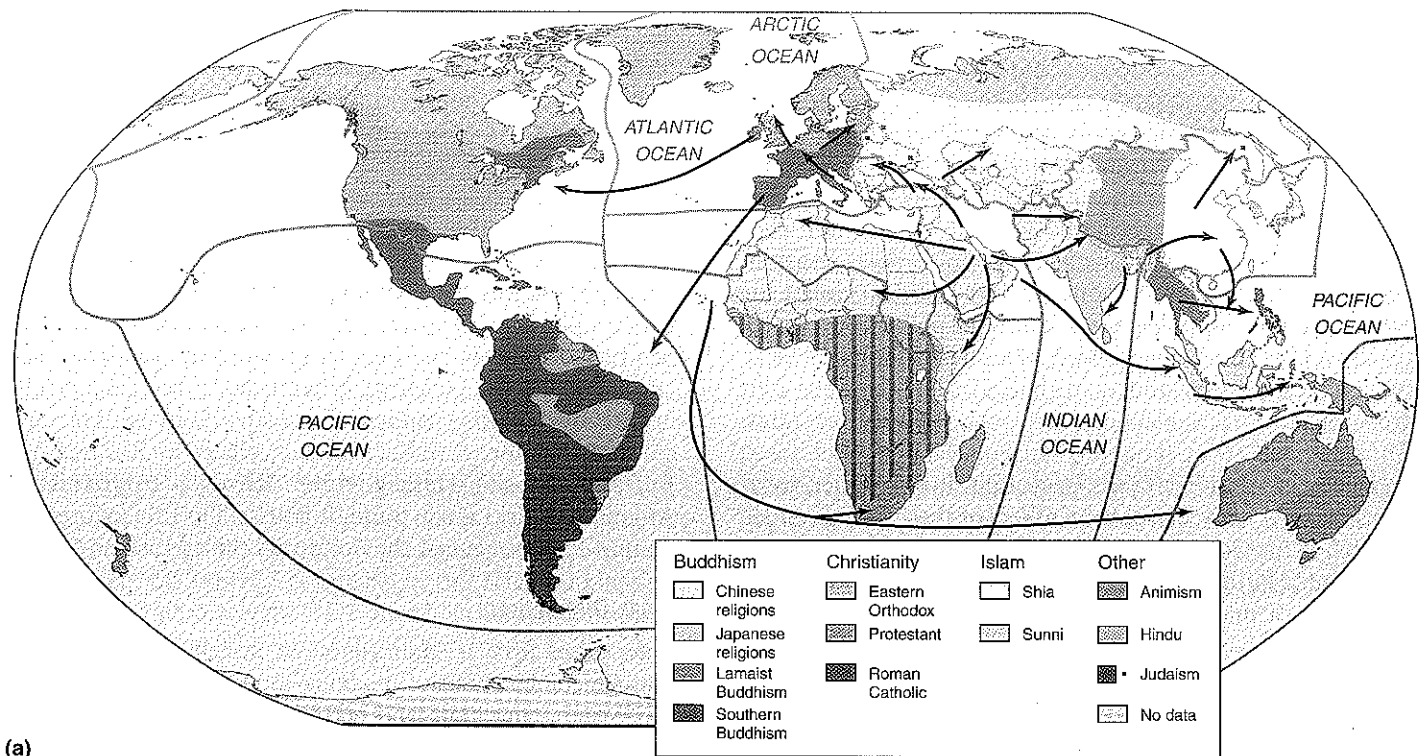 ARCTIC
OCEAN
ATLANTIC
OCEAN
PACIFIC
OCEAN
PACIFIC
OCEAN
INDIAN
OCEAN
Buddhism
Chinese
religions
Japanese
religions
Lamaist
Buddhism
Southern
Buddhism
Christianity
Eastern
Orthodox
Protestant
Roman
Catholic
Islam
Shia
Sunni
Other
Animism
Hindu
Judaism
No data
(a)